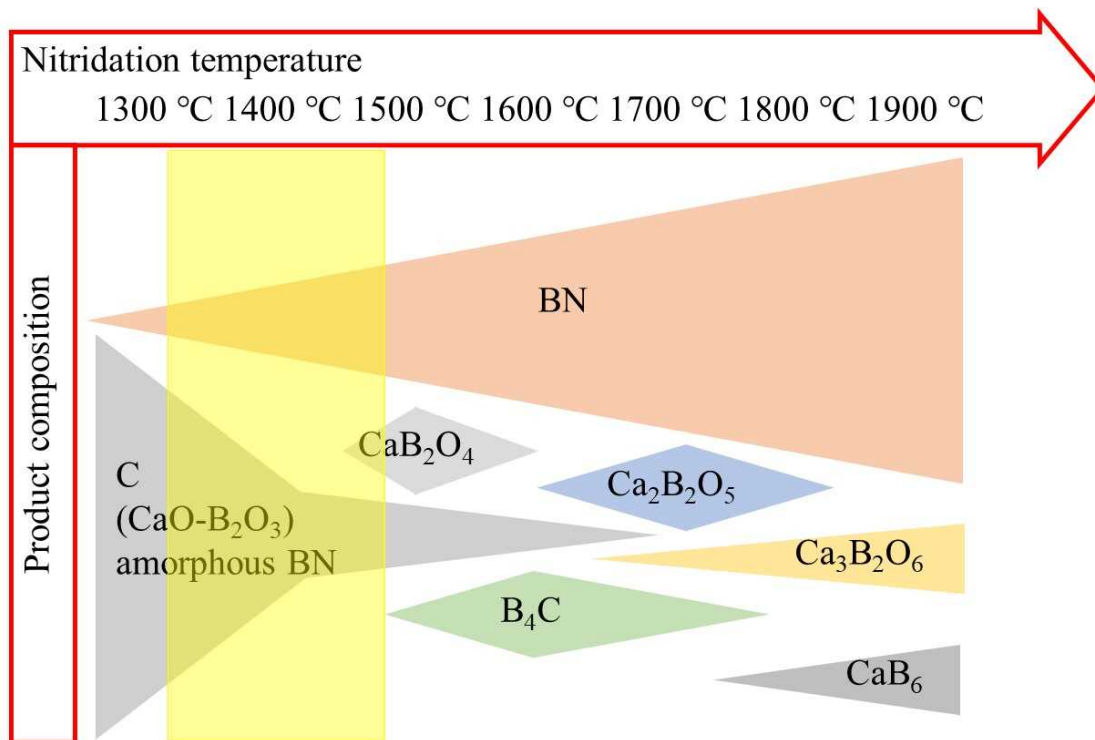 Nitridation temperature
1300 °C 1400 °C 1500 °C 1600 °C 1700 °C 1800 °C 1900 °C
Product composition
BN
CaB₂O₄
C
(CaO-B₂O₃)
amorphous BN
Ca₂B₂O₅
Ca₃B₂O₆
B₄C
CaB₆